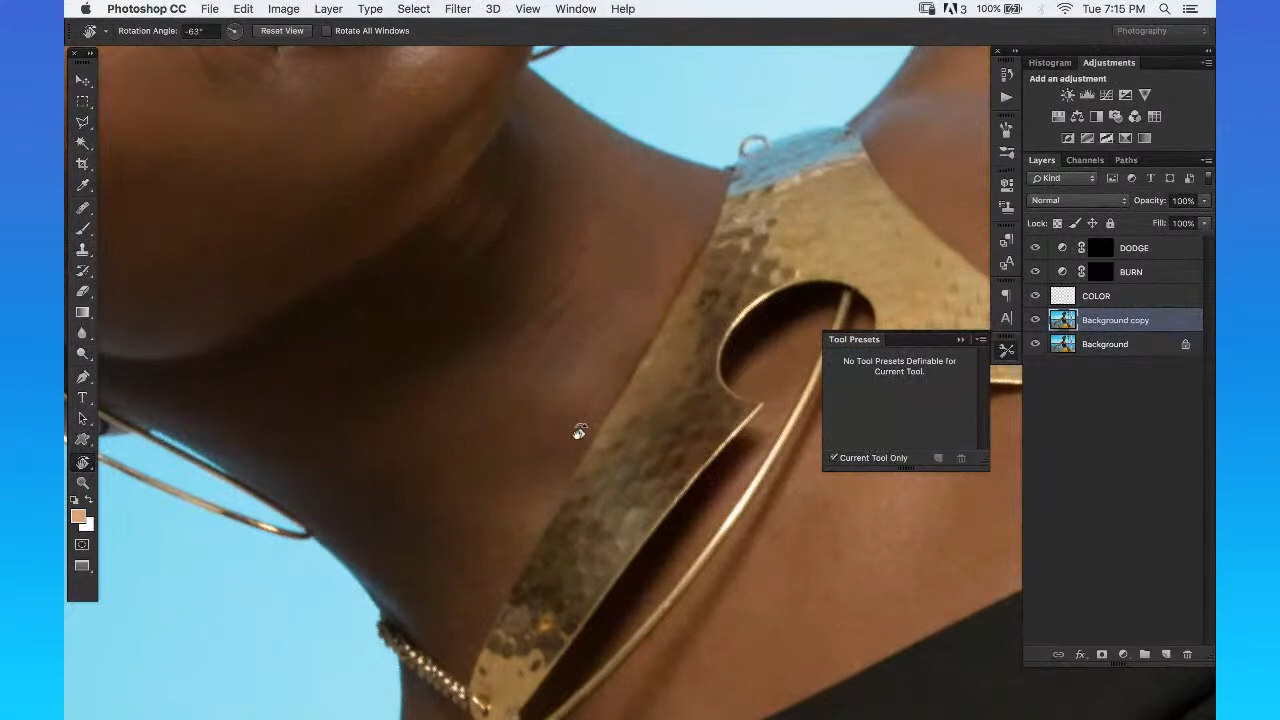 Photoshop CC File Edit Image Layer Type Select Filter 3D View Window Help 3 100% Tue 7:15 PM
Rotation Angle: -63° Reset View Rotate All Windows Photography
Histogram Adjustments
Add an adjustment
Layers Channels Paths
Kind
Normal Opacity: 100%
Lock: Fill: 100%
DODGE
BURN
COLOR
Background copy
Background
Tool Presets
No Tool Presets Definable for
Current Tool.
Current Tool Only